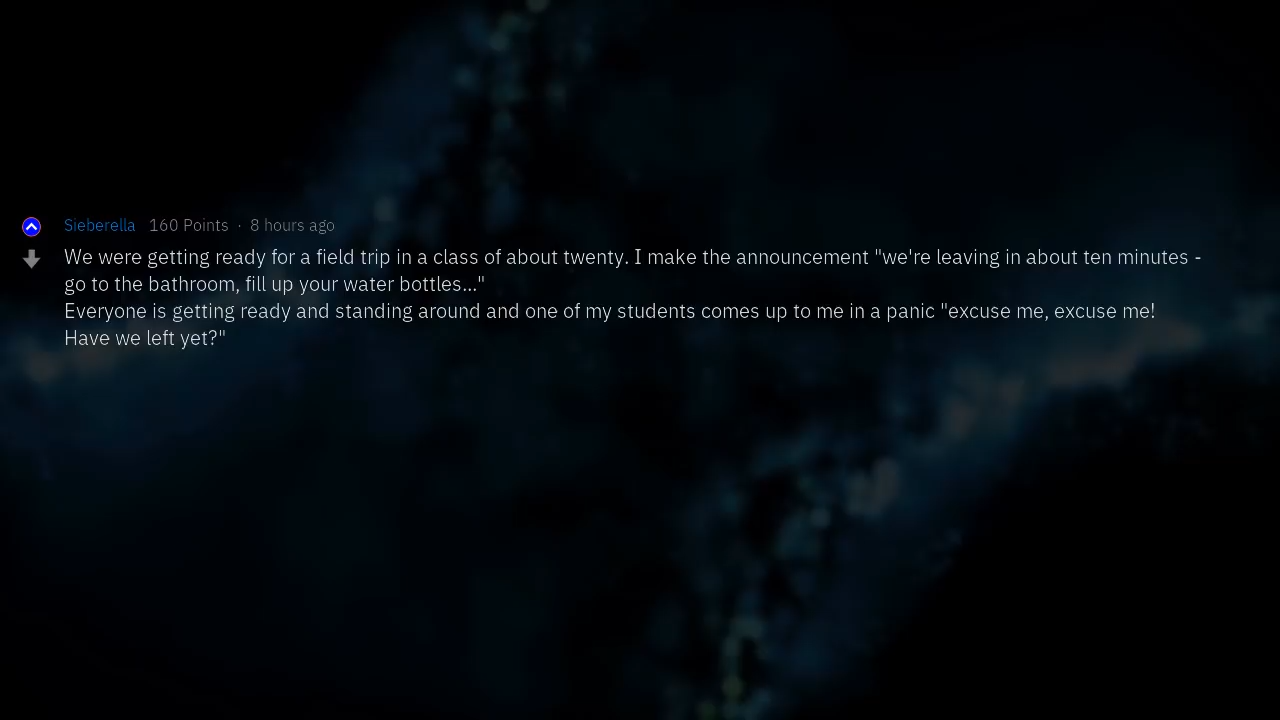 Sieberella 160 Points · 8 hours ago
We were getting ready for a field trip in a class of about twenty. I make the announcement "we're leaving in about ten minutes -
go to the bathroom, fill up your water bottles..."
Everyone is getting ready and standing around and one of my students comes up to me in a panic "excuse me, excuse me!
Have we left yet?"